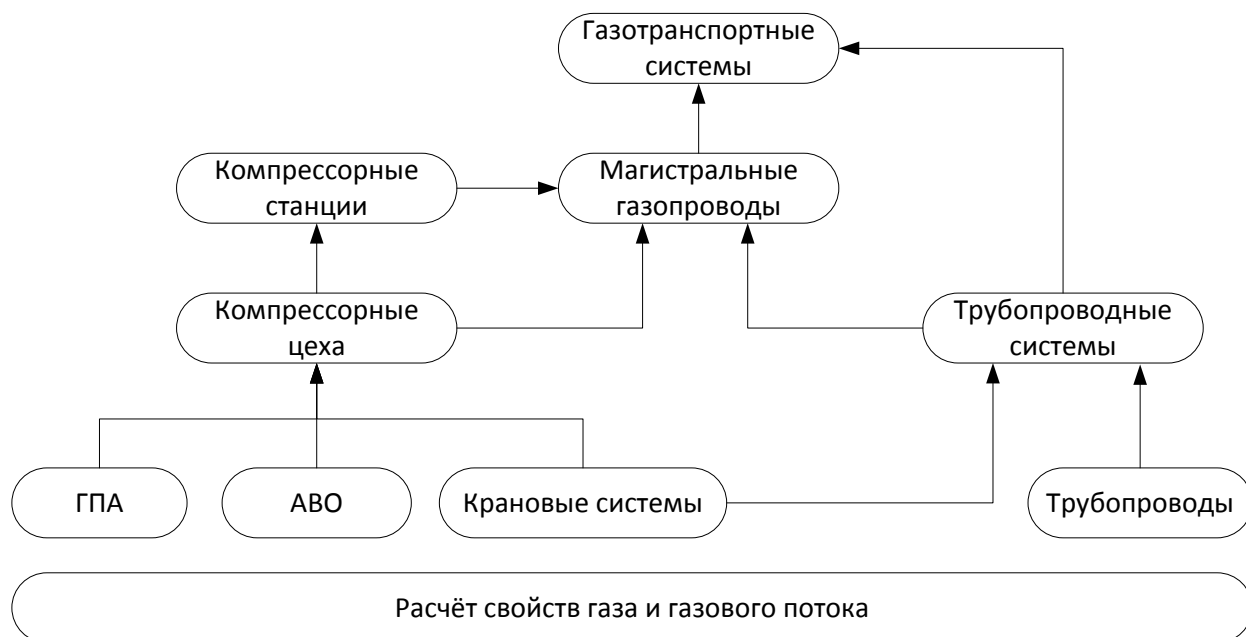 Газотранспортные
системы
Компрессорные
станции
Магистральные
газопроводы
Компрессорные
цеха
Трубопроводные
системы
ГПА
АВО
Крановые системы
Трубопроводы
Расчёт свойств газа и газового потока